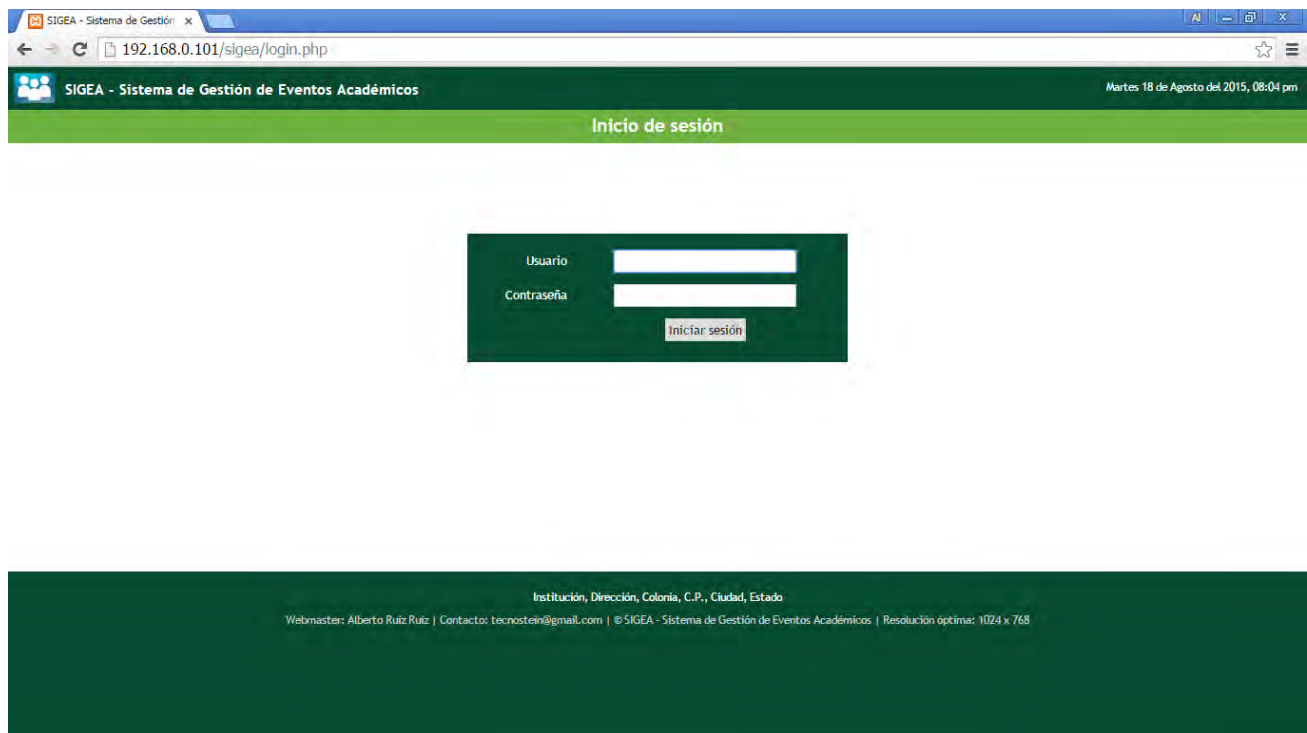 SIGEA - Sistema de Gestión
Al
192.168.0.101/sigea/login.php
SIGEA - Sistema de Gestión de Eventos Académicos
Martes 18 de Agosto del 2015, 08:04 pm
Inicio de sesión
Usuario
Contraseña
Iniciar sesión
Institución, Dirección, Colonia, C.P., Ciudad, Estado
Webmaster: Alberto Ruiz Ruiz | Contacto: tecnostein@gmail.com | © SIGEA - Sistema de Gestión de Eventos Académicos | Resolución óptima: 1024 x 768